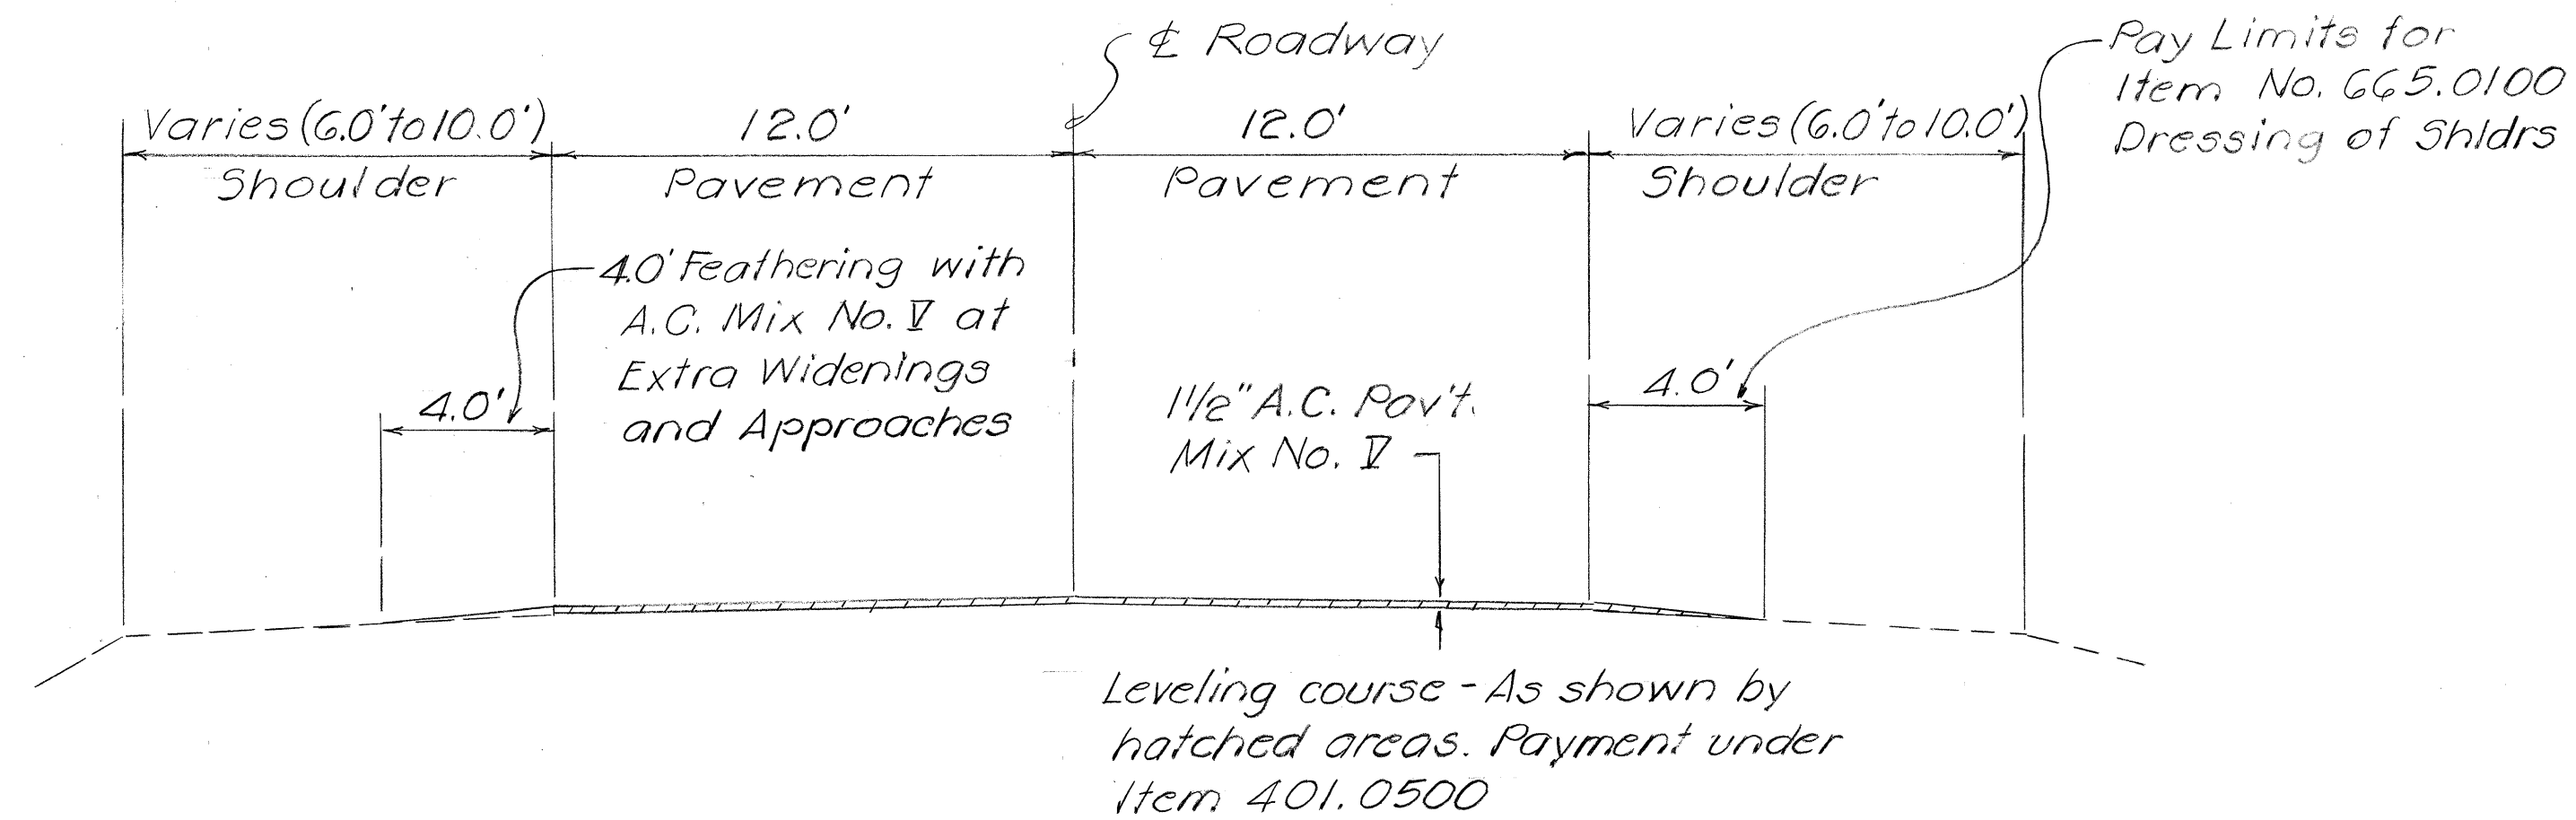 ℄ Roadway
Pay Limits for
Item No. 665.0100
Dressing of Shldrs
Varies (6.0' to 10.0')
12.0'
12.0'
Varies (6.0' to 10.0')
Shoulder
Pavement
Pavement
Shoulder
4.0' Feathering with
A.C. Mix No. V at
Extra Widenings
and Approaches
4.0'
1 1/2" A.C. Pav't.
Mix No. V
4.0'
Leveling course - As shown by
hatched areas. Payment under
Item 401.0500